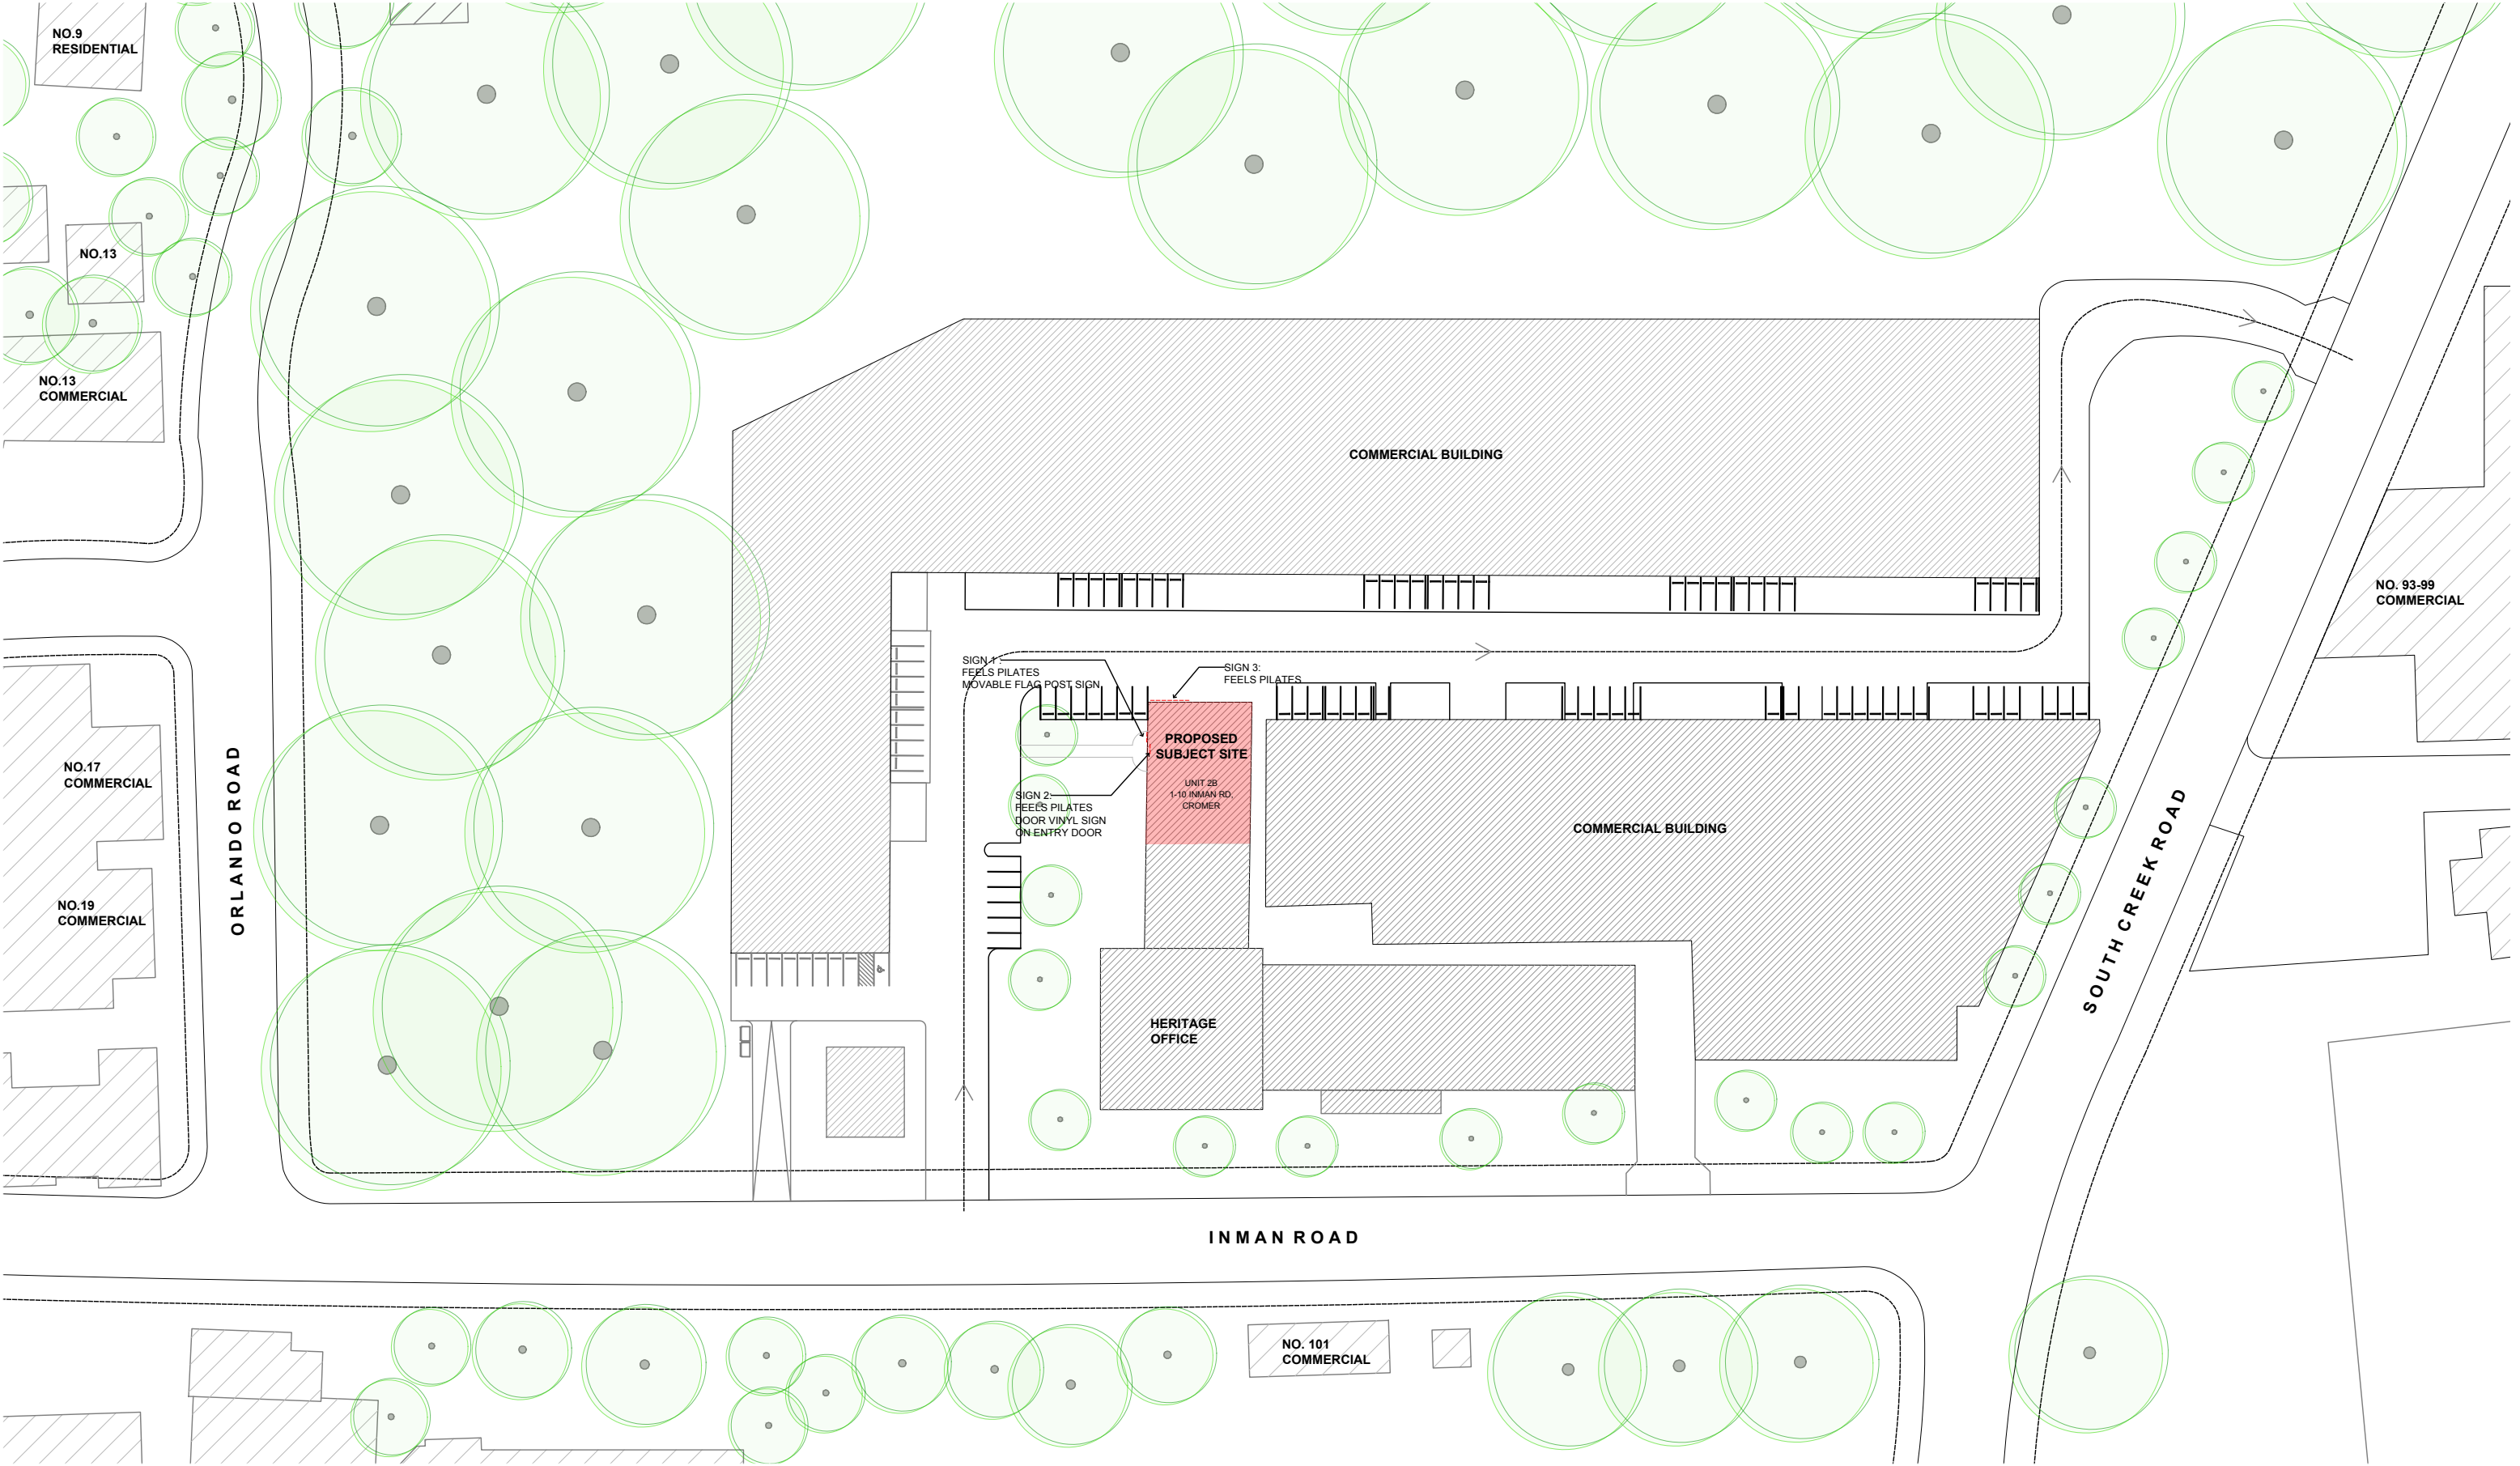 NO.9
RESIDENTIAL
NO.13
NO.13
COMMERCIAL
COMMERCIAL BUILDING
NO. 93-99
COMMERCIAL
SIGN 1 :
FEELS PILATES
MOVABLE FLAG POST SIGN
SIGN 3:
FEELS PILATES
PROPOSED
SUBJECT SITE
UNIT 2B
1-10 INMAN RD,
CROMER
SIGN 2:
FEELS PILATES
DOOR VINYL SIGN
ON ENTRY DOOR
NO.17
COMMERCIAL
ORLANDO ROAD
COMMERCIAL BUILDING
SOUTH CREEK ROAD
NO.19
COMMERCIAL
HERITAGE
OFFICE
INMAN ROAD
NO. 101
COMMERCIAL